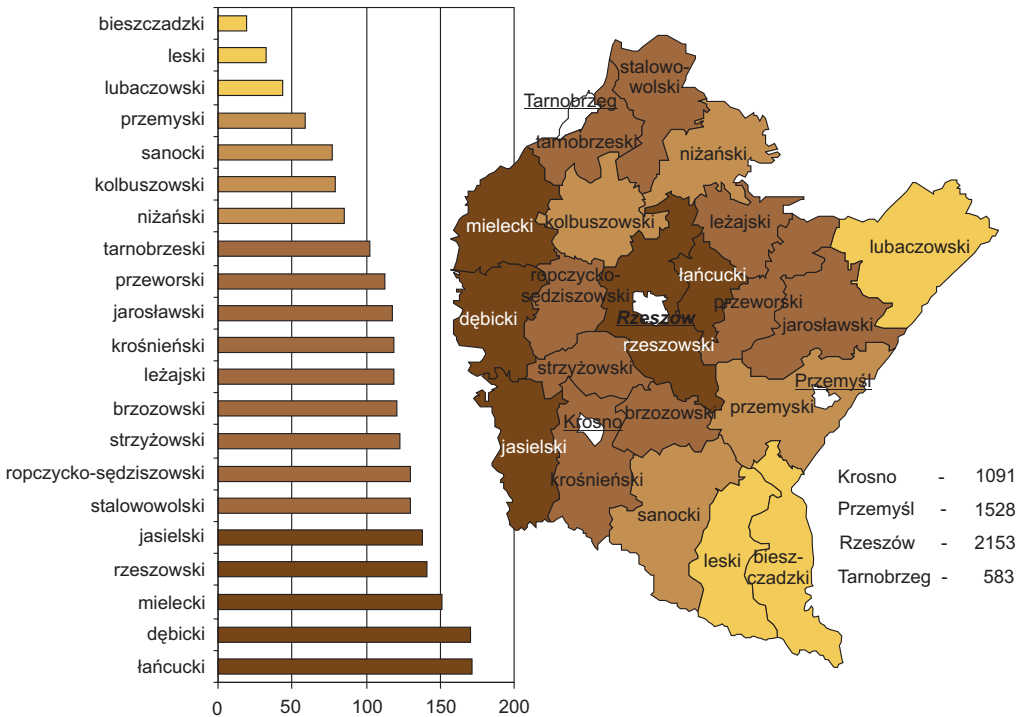 bieszczadzki
leski
lubaczowski
przemyski
sanocki
kolbuszowski
niżański
tarnobrzeski
przeworski
jarosławski
krośnieński
leżajski
brzozowski
strzyżowski
ropczycko-sędziszowski
stalowowolski
jasielski
rzeszowski
mielecki
dębicki
łańcucki
0 50 100 150 200
stalowo-
wolski
Tarnobrzeg
tarnobrzeski
niżański
mielecki
kolbuszowski
leżajski
lubaczowski
ropczycko-
sędziszowski
łańcucki
przeworski
dębicki
Rzeszów
jarosławski
rzeszowski
strzyżowski
Przemyśl
przemyski
Krosno
brzozowski
jasielski
krośnieński
sanocki
leski
biesz-
czadzki
Krosno - 1091
Przemyśl - 1528
Rzeszów - 2153
Tarnobrzeg - 583